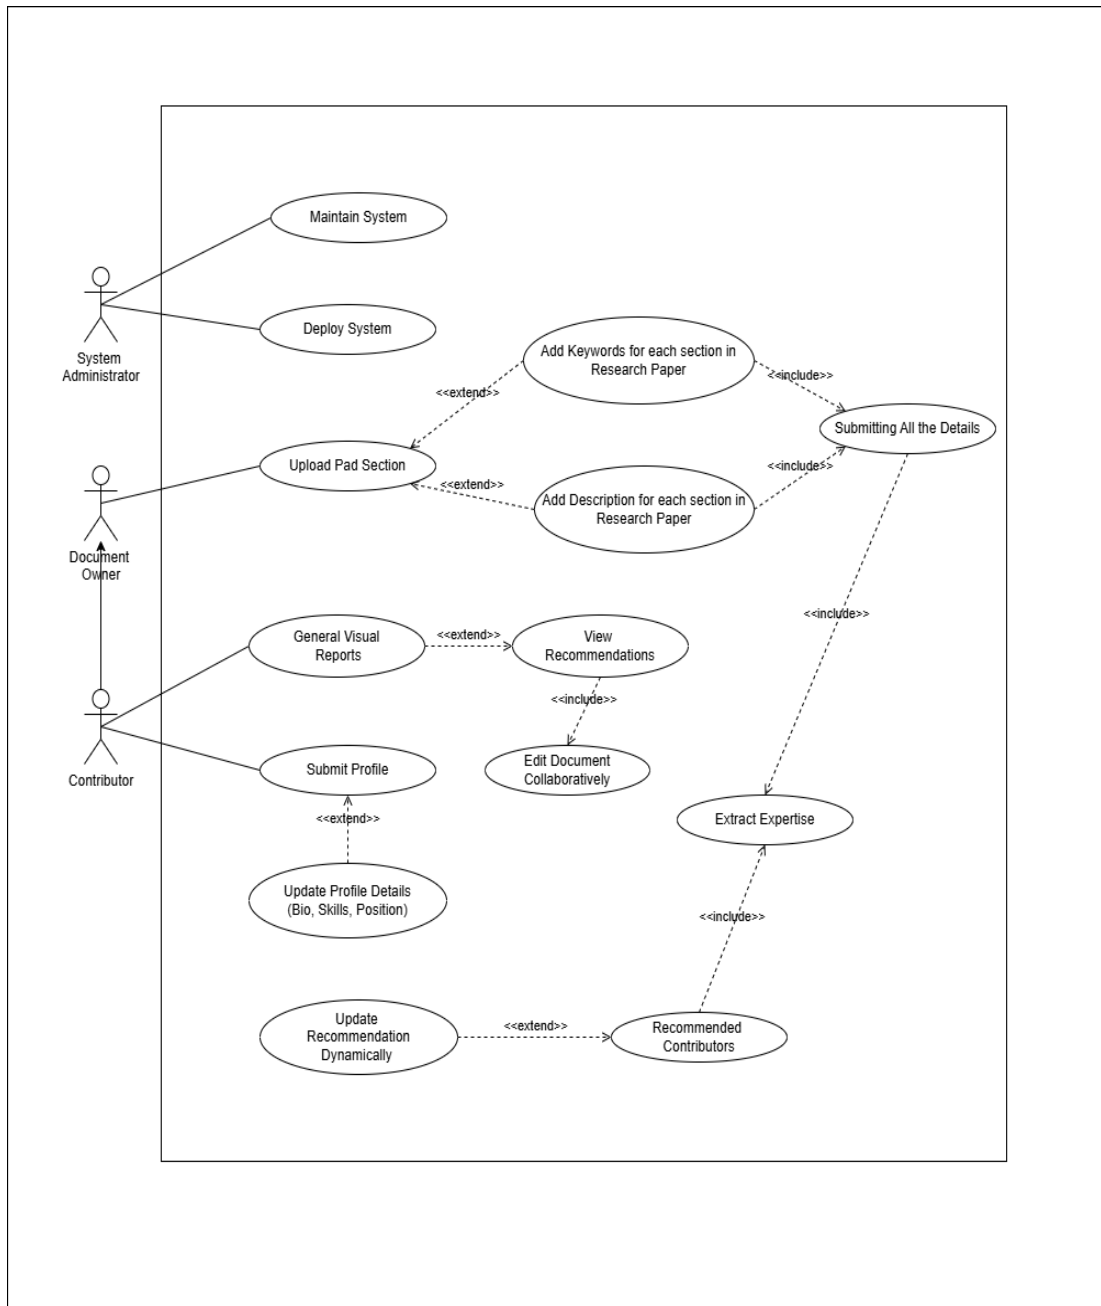 Maintain System
System
Administrator
Deploy System
Add Keywords for each section in
Research Paper
<<extend>>
<<include>>
Submitting All the Details
Upload Pad Section
<<extend>>
<<include>>
Add Description for each section in
Research Paper
Document
Owner
<<include>>
General Visual
Reports
<<extend>>
View
Recommendations
<<include>>
Contributor
Submit Profile
Edit Document
Collaboratively
<<extend>>
Extract Expertise
Update Profile Details
(Bio, Skills, Position)
<<include>>
Update
Recommendation
Dynamically
<<extend>>
Recommended
Contributors